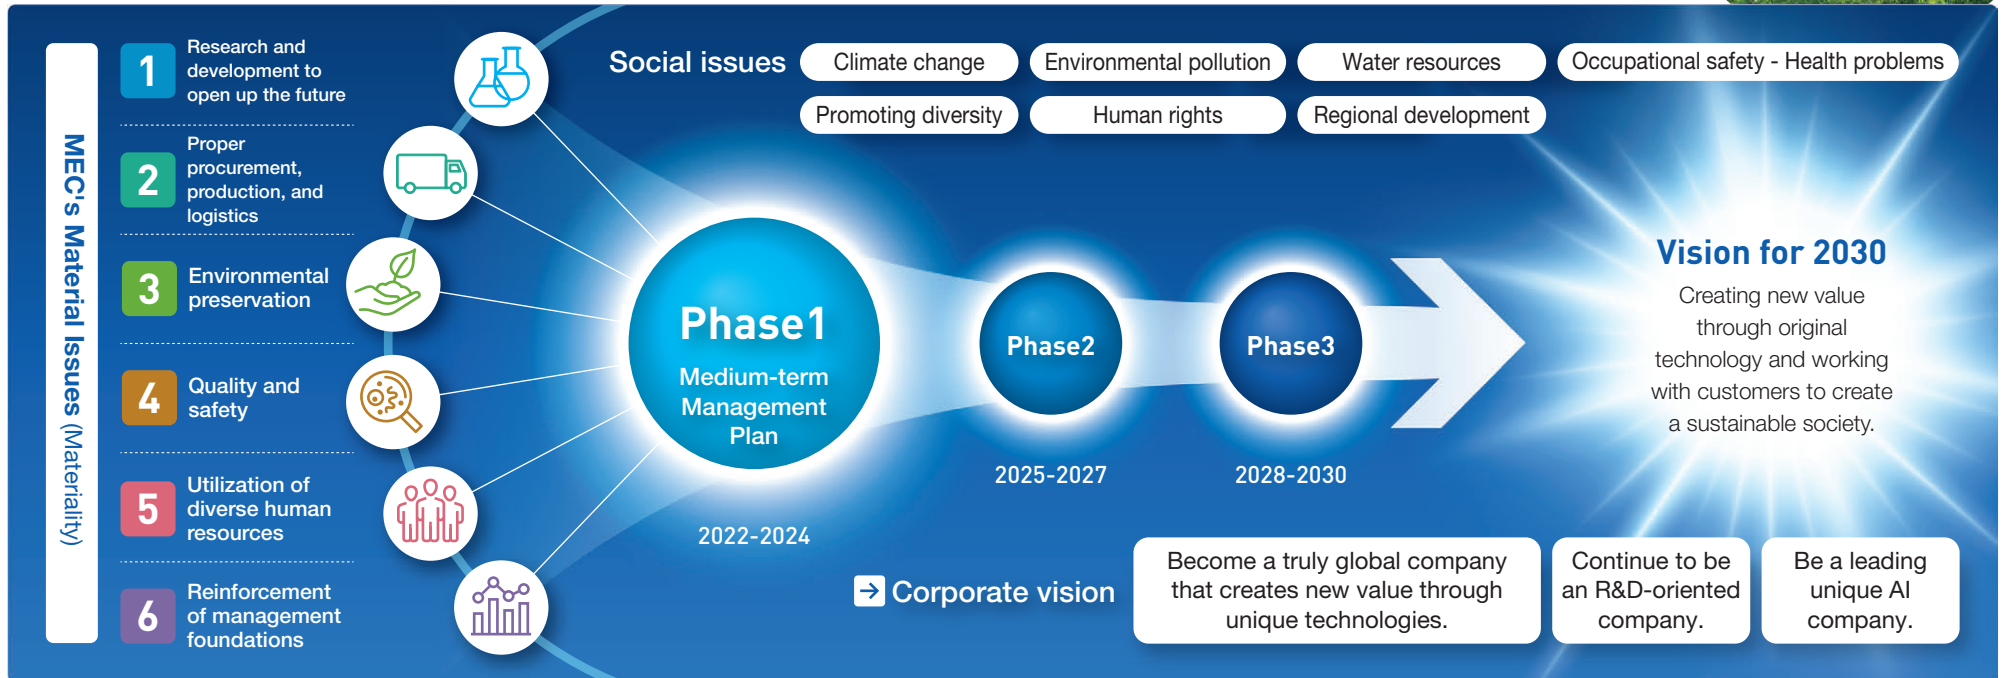 MEC's Material Issues (Materiality)
1
Research and
development to
open up the future
2
Proper
procurement,
production, and
logistics
3
Environmental
preservation
4
Quality and
safety
5
Utilization of
diverse human
resources
6
Reinforcement
of management
foundations
Social issues
Climate change
Environmental pollution
Water resources
Occupational safety - Health problems
Promoting diversity
Human rights
Regional development
Phase1
Medium-term
Management
Plan
2022-2024
Phase2
2025-2027
Phase3
2028-2030
Vision for 2030
Creating new value
through original
technology and working
with customers to create
a sustainable society.
→ Corporate vision
Become a truly global company
that creates new value through
unique technologies.
Continue to be
an R&D-oriented
company.
Be a leading
unique AI
company.